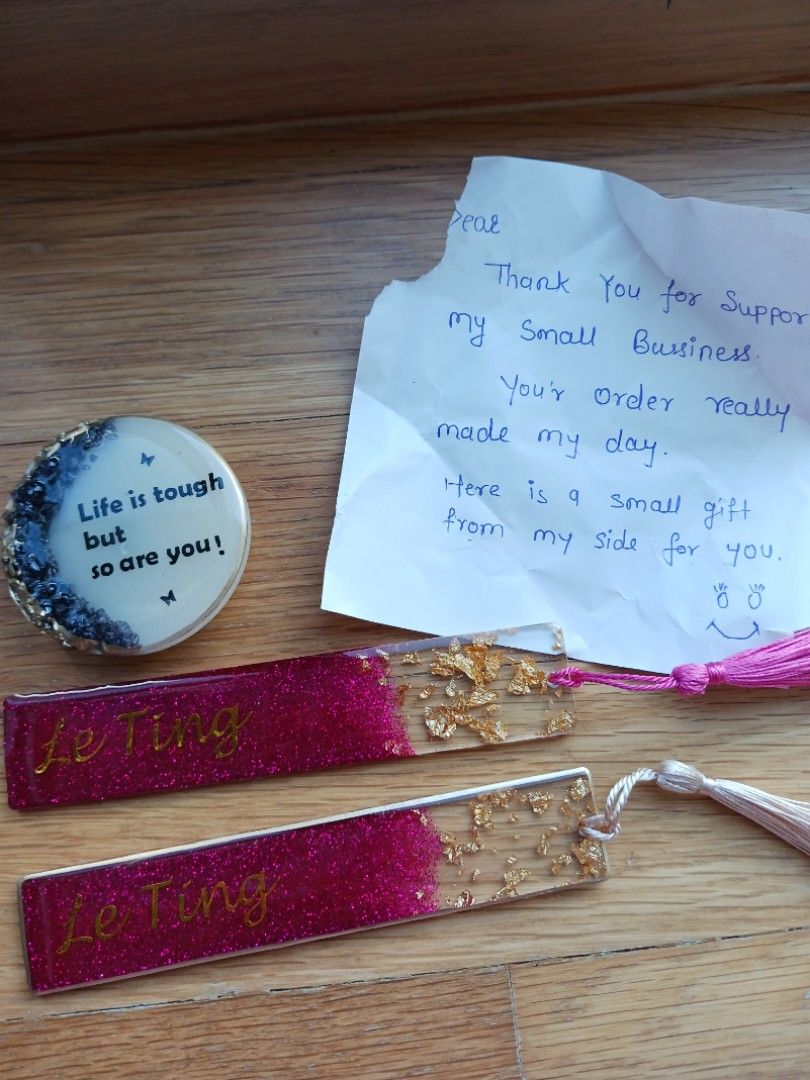 Dear
Thank You for Suppor
my Small Bussiness.
You'r order really
made my day.
Here is a small gift
from my side for you.
Life is tough
but
so are you!
Le Ting
Le Ting